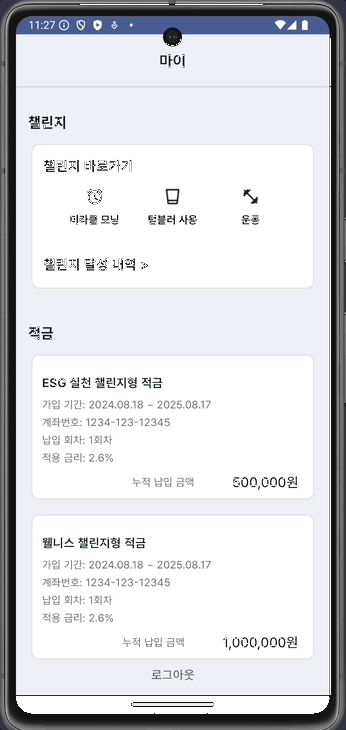 11:27
마이
챌린지
챌린지 바로가기
미라클 모닝 텀블러 사용 운동
챌린지 달성 내역 >
적금
ESG 실천 챌린지형 적금
가입 기간: 2024.08.18 ~ 2025.08.17
계좌번호: 1234-123-12345
납입 회차: 1회차
적용 금리: 2.6%
누적 납입 금액 500,000원
웰니스 챌린지형 적금
가입 기간: 2024.08.18 ~ 2025.08.17
계좌번호: 1234-123-12345
납입 회차: 1회차
적용 금리: 2.6%
누적 납입 금액 1,000,000원
로그아웃